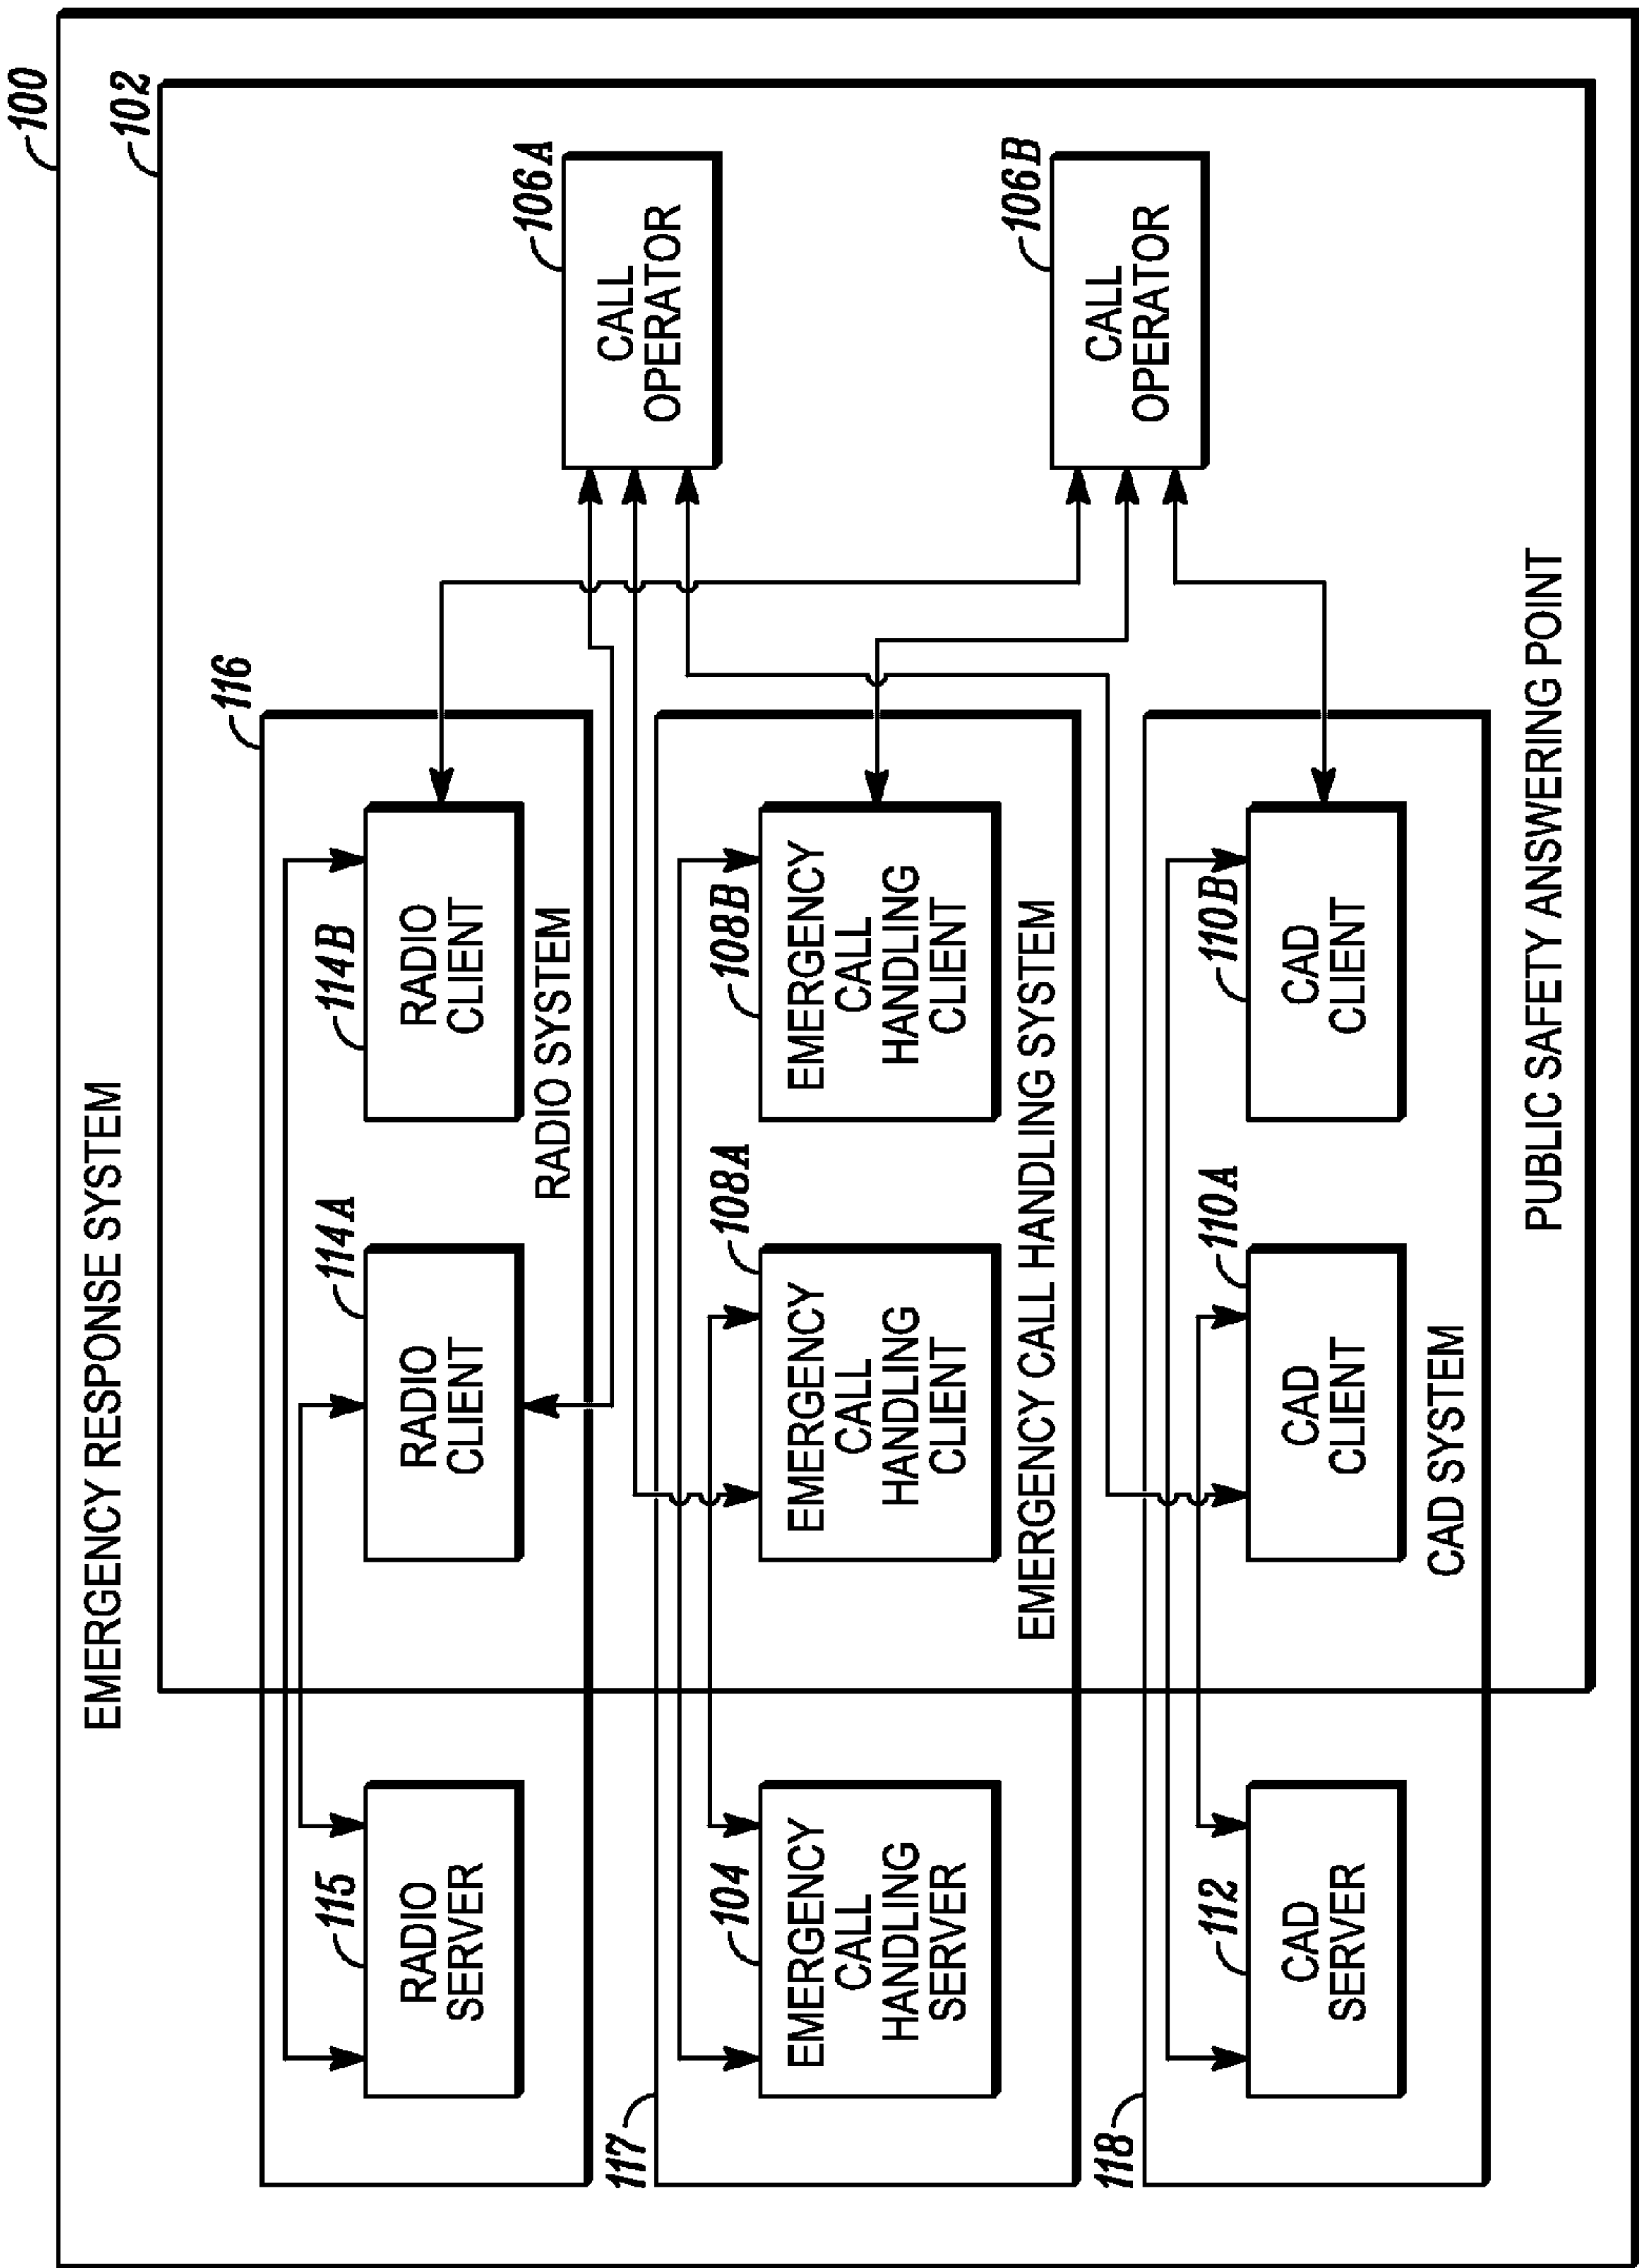 100
EMERGENCY RESPONSE SYSTEM
102
116
115
RADIO
SERVER
114A
RADIO
CLIENT
114B
RADIO
CLIENT
RADIO SYSTEM
106A
CALL
OPERATOR
117
104
EMERGENCY
CALL
HANDLING
SERVER
108A
EMERGENCY
CALL
HANDLING
CLIENT
108B
EMERGENCY
CALL
HANDLING
CLIENT
EMERGENCY CALL HANDLING SYSTEM
106B
CALL
OPERATOR
118
112
CAD
SERVER
110A
CAD
CLIENT
110B
CAD
CLIENT
CAD SYSTEM
PUBLIC SAFETY ANSWERING POINT